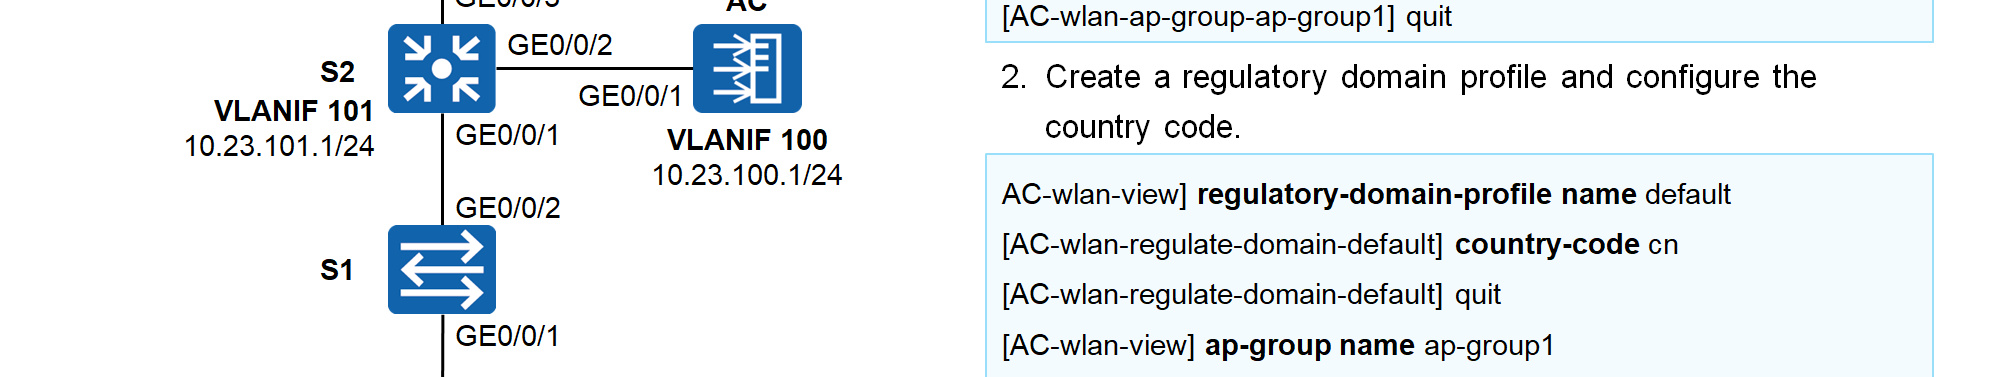 GE0/0/3
AC
GE0/0/2
S2
GE0/0/1
VLANIF 101
10.23.101.1/24
GE0/0/1
VLANIF 100
10.23.100.1/24
GE0/0/2
S1
GE0/0/1
[AC-wlan-ap-group-ap-group1] quit
2. Create a regulatory domain profile and configure the
country code.
AC-wlan-view] regulatory-domain-profile name default
[AC-wlan-regulate-domain-default] country-code cn
[AC-wlan-regulate-domain-default] quit
[AC-wlan-view] ap-group name ap-group1